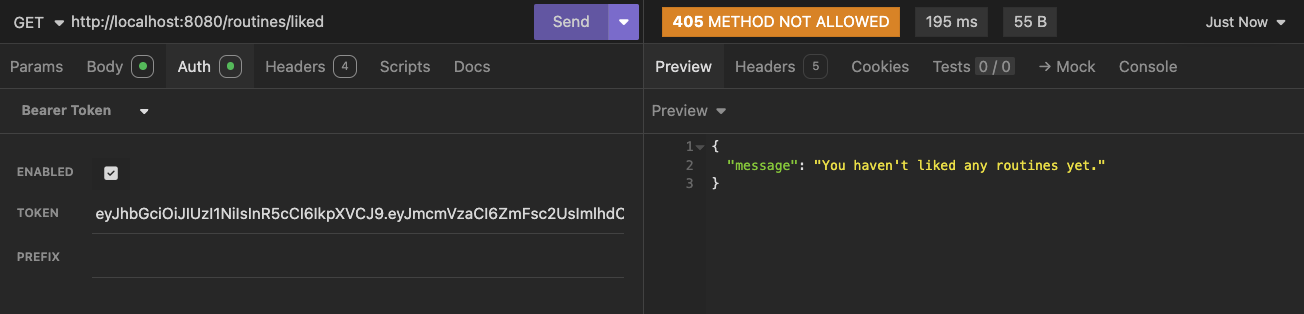 GET http://localhost:8080/routines/liked Send
405 METHOD NOT ALLOWED 195 ms 55 B Just Now
Params Body Auth Headers 4 Scripts Docs
Preview Headers 5 Cookies Tests 0 / 0 → Mock Console
Bearer Token
Preview
ENABLED
TOKEN eyJhbGciOiJIUzI1NiIsInR5cCI6IkpXVCJ9.eyJmcmVzaCI6ZmFsc2UsImlhdC
PREFIX
1 {
2 "message": "You haven't liked any routines yet."
3 }